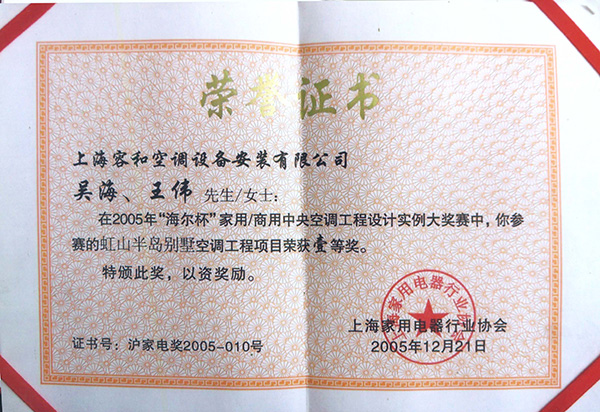 荣誉证书
上海容和空调设备安装有限公司
吴海、王伟 先生/女士:
在2005年“海尔杯”家用/商用中央空调工程设计实例大奖赛中,你参
赛的虹山半岛别墅空调工程项目荣获壹等奖。
特颁此奖,以资奖励。
上海家用电器行业协会
上海家用电器行业协会
证书号:沪家电奖2005-010号
2005年12月21日